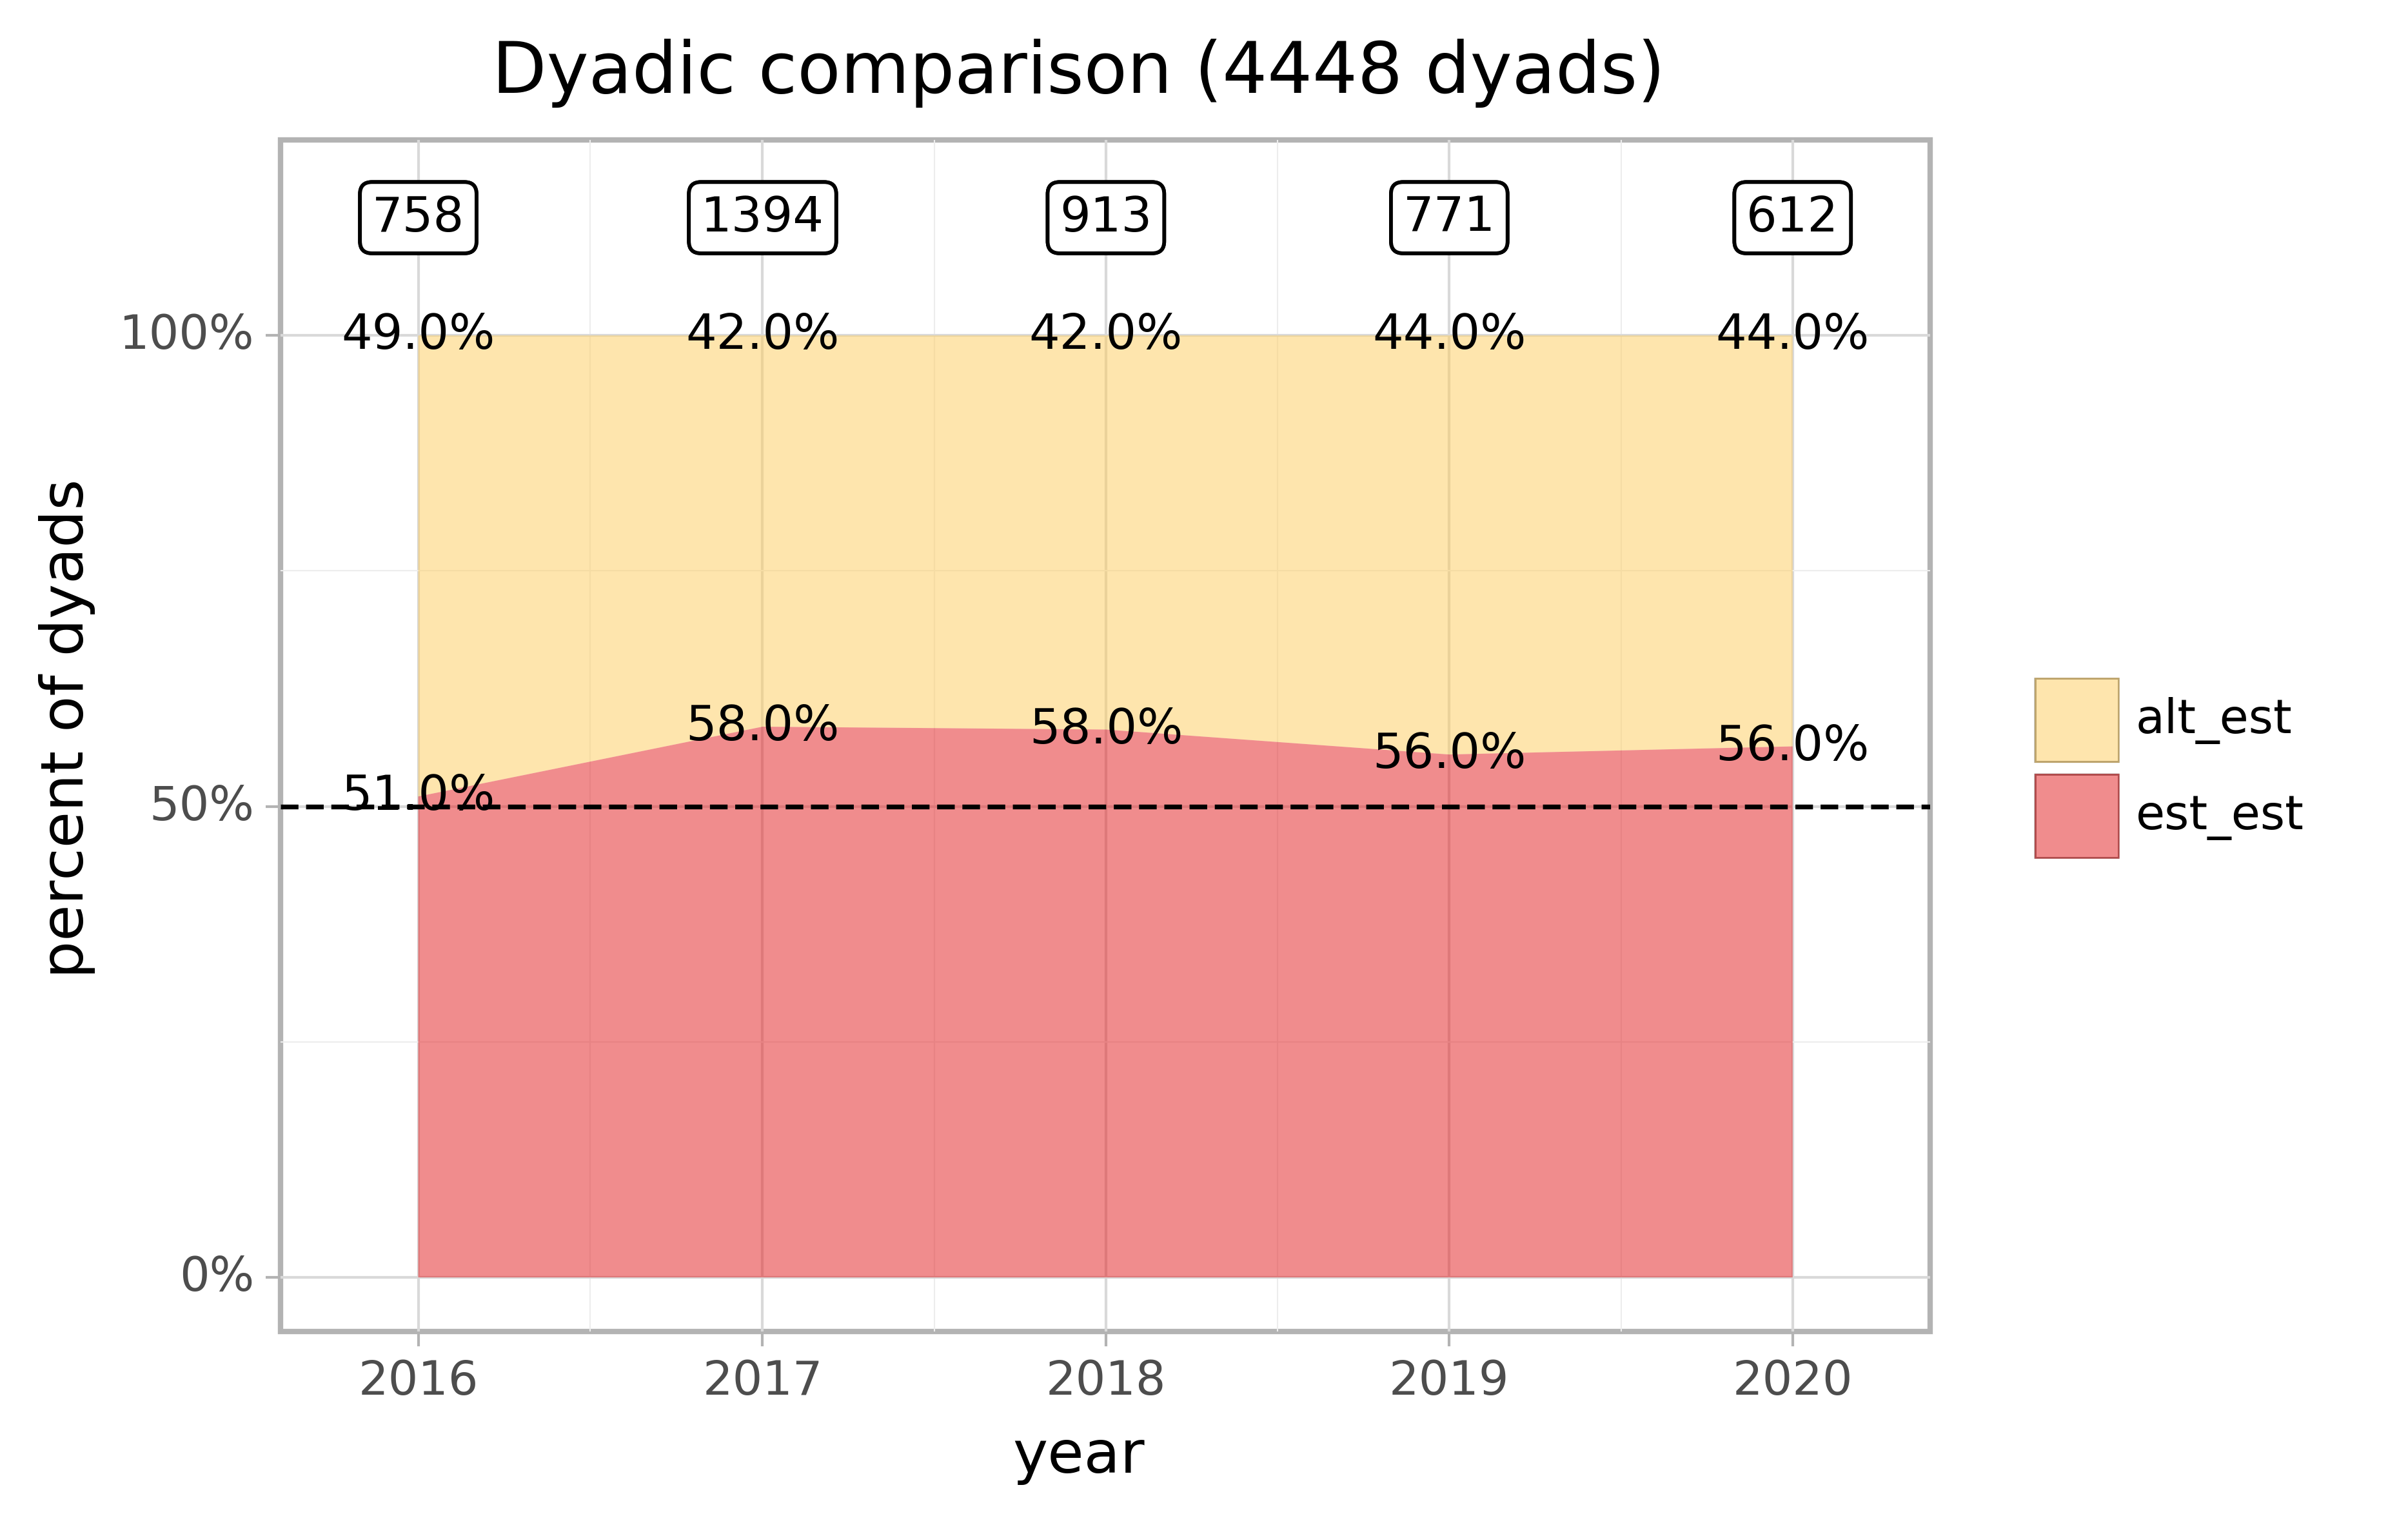 Dyadic comparison (4448 dyads)
758 1394 913 771 612
100% 49.0% 42.0% 42.0% 44.0% 44.0%
58.0% 58.0% 56.0% 56.0%
51.0%
50%
0%
percent of dyads
2016 2017 2018 2019 2020
year
alt_est
est_est